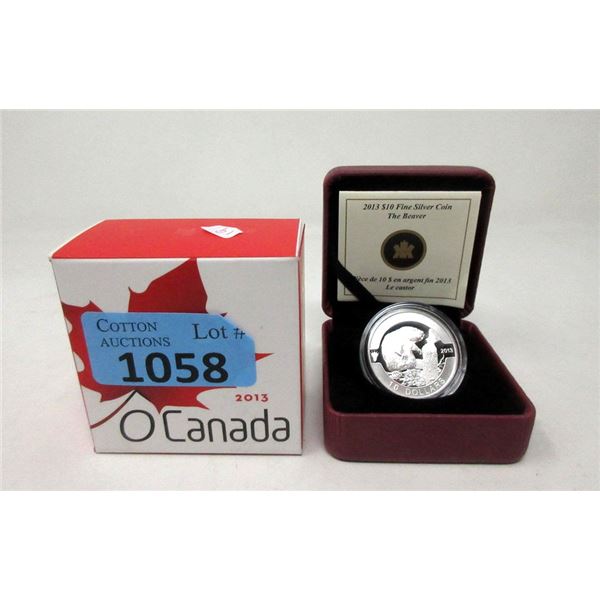 COTTON
AUCTIONS
Lot #
1058
2013
O Canada
2013 $10 Fine Silver Coin
The Beaver
Pièce de 10 $ en argent fin 2013
Le castor
2013
10 DOLLARS